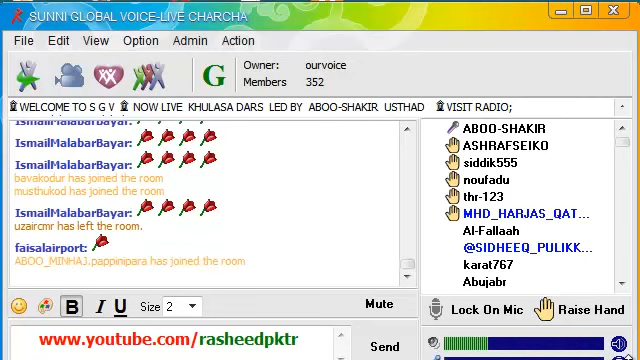 SUNNI GLOBAL VOICE-LIVE CHARCHA
File Edit View Option Admin Action
G
Owner: ourvoice
Members 352
WELCOME TO S G V NOW LIVE KHULASA DARS LED BY ABOO-SHAKIR USTHAD VISIT RADIO;
IsmailMalabarBayar:
IsmailMalabarBayar:
IsmailMalabarBayar:
bavakodur has joined the room
musthukod has joined the room
IsmailMalabarBayar:
uzaircmr has left the room.
faisalairport:
ABOO_MINHAJ.pappinipara has joined the room
ABOO-SHAKIR
ASHRAFSEIKO
siddik555
noufadu
thr-123
MHD_HARJAS_QAT...
Al-Fallaah
@SIDHEEQ_PULIKK...
karat767
Abujabr
B I U Size 2 Mute
Lock On Mic Raise Hand
www.youtube.com/rasheedpktr
Send